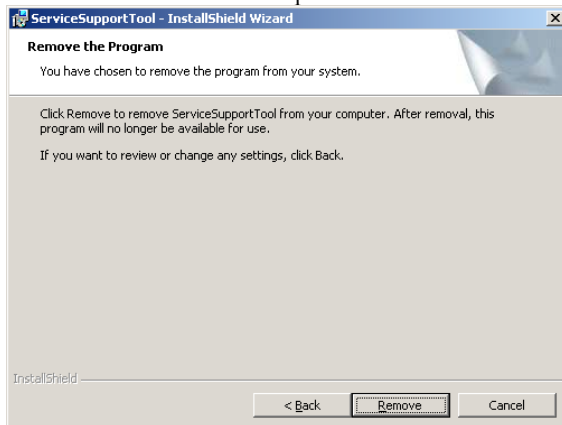 ServiceSupportTool - InstallShield Wizard
Remove the Program
You have chosen to remove the program from your system.
Click Remove to remove ServiceSupportTool from your computer. After removal, this
program will no longer be available for use.
If you want to review or change any settings, click Back.
InstallShield
< Back Remove Cancel